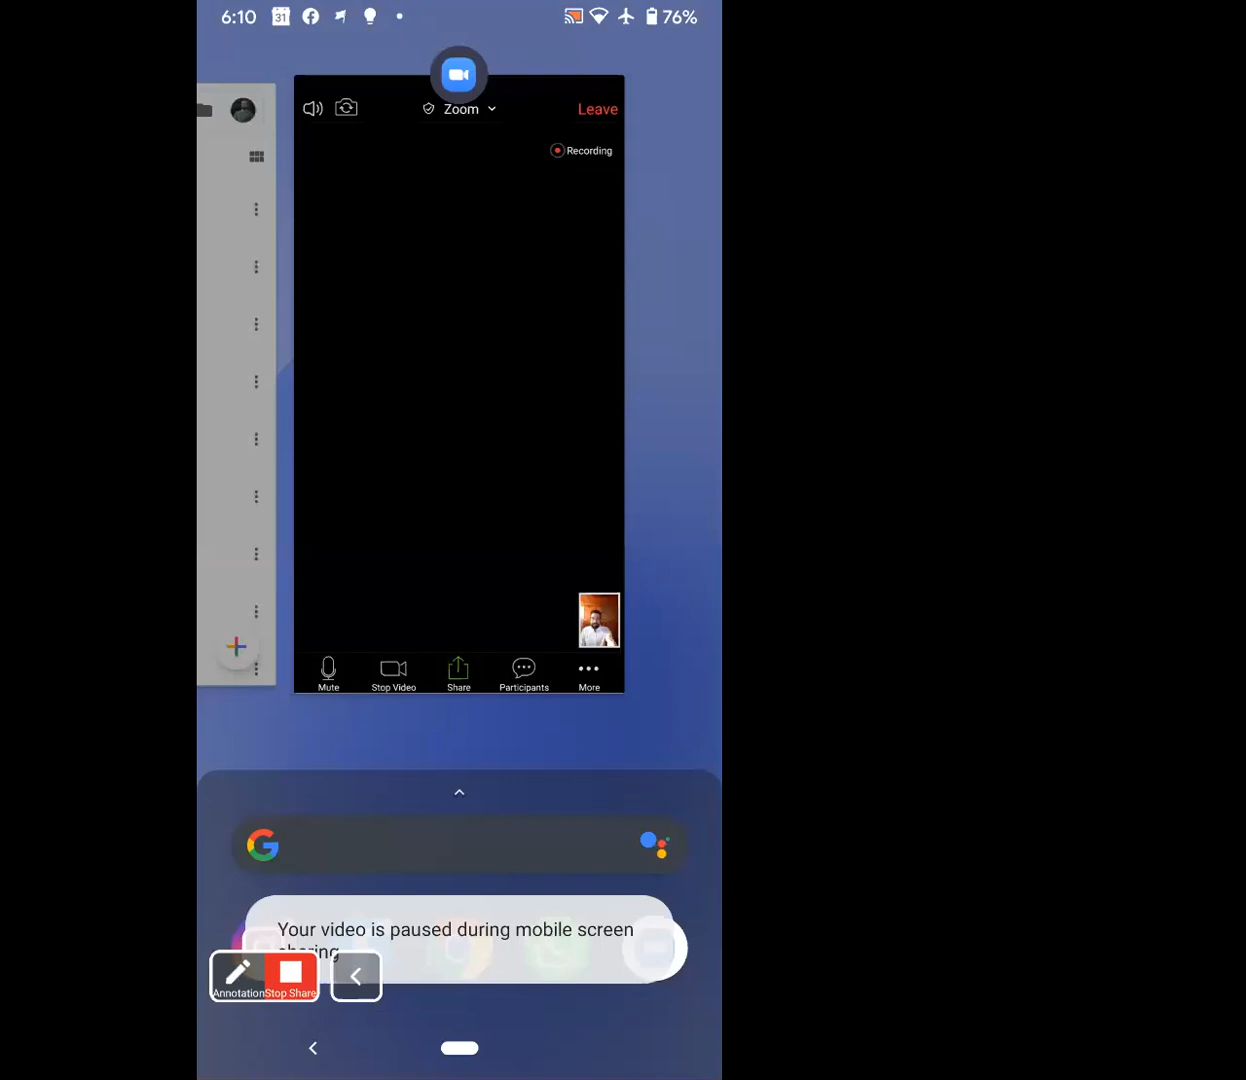 6:10 31 76%
Zoom Leave
Recording
Mute Stop Video Share Participants More
G
Your video is paused during mobile screen
sharing
Annotation Stop Share